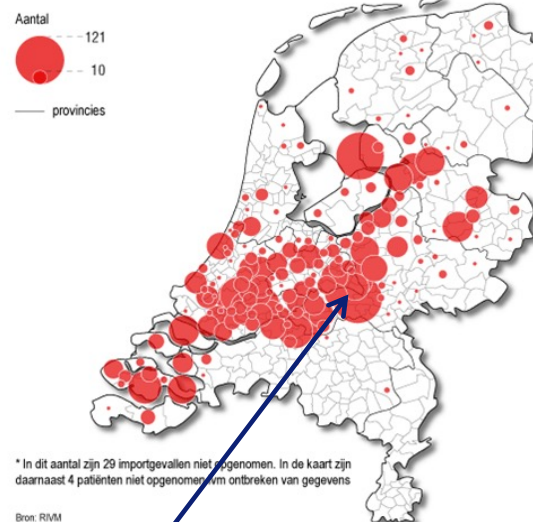 Aantal
121
10
provincies
* In dit aantal zijn 29 importgevallen niet opgenomen. In de kaart zijn
daarnaast 4 patiënten niet opgenomen ivm ontbreken van gegevens
Bron: RIVM